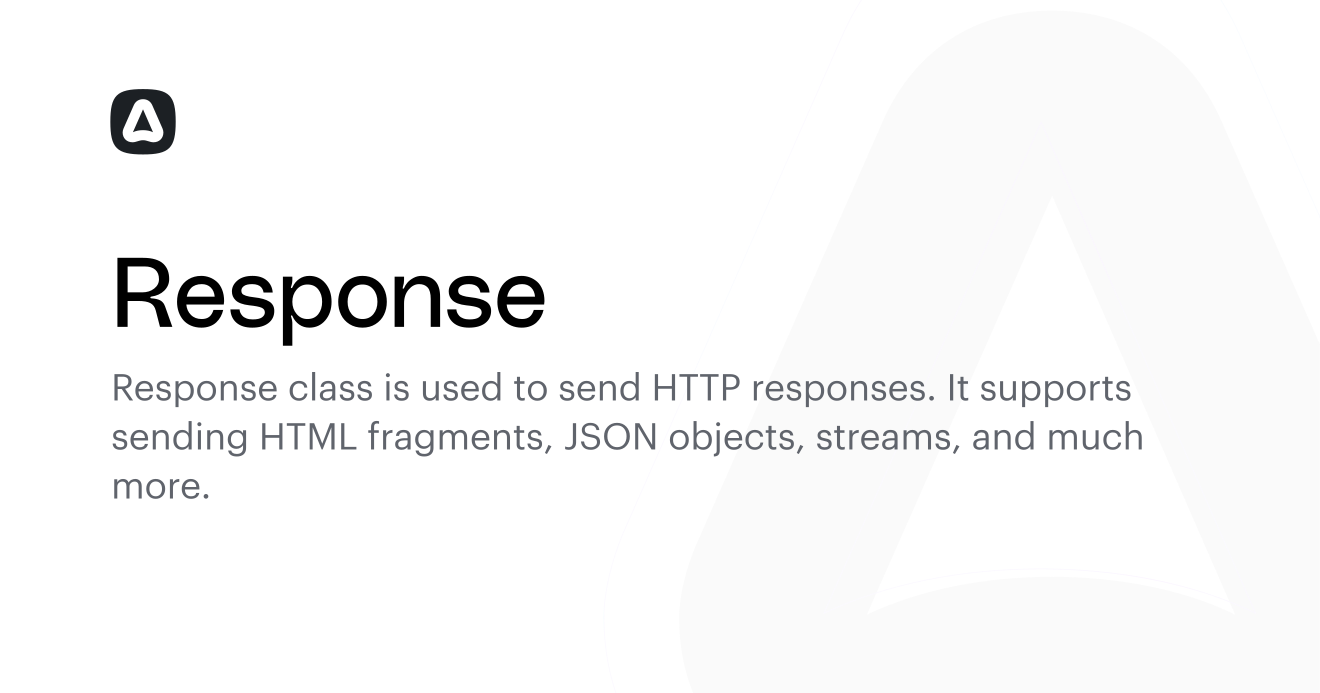 Response
Response class is used to send HTTP responses. It supports
sending HTML fragments, JSON objects, streams, and much
more.